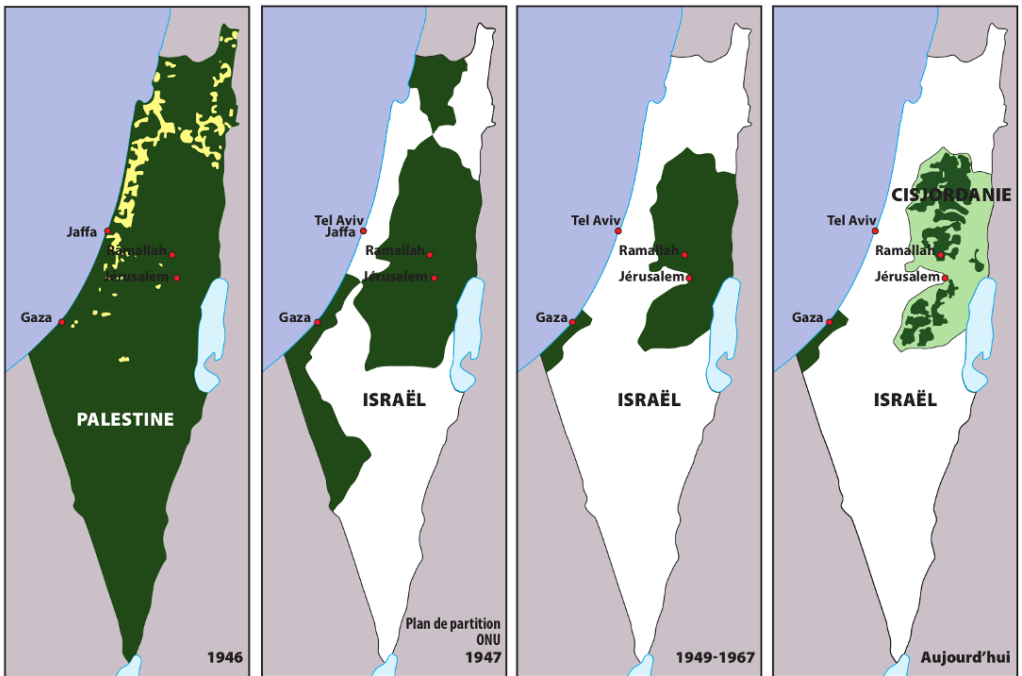 Jaffa
Ramallah
Jérusalem
Gaza
PALESTINE
1946
Tel Aviv
Jaffa
Ramallah
Jérusalem
Gaza
ISRAËL
Plan de partition
ONU
1947
Tel Aviv
Ramallah
Jérusalem
Gaza
ISRAËL
1949-1967
CISJORDANIE
Tel Aviv
Ramallah
Jérusalem
Gaza
ISRAËL
Aujourd'hui